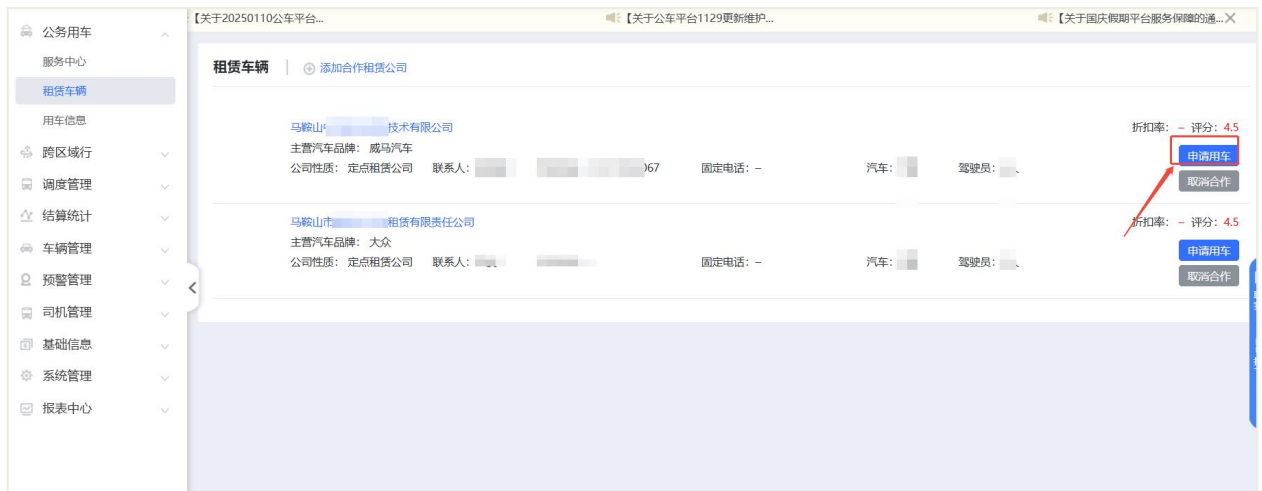 【关于20250110公车平台...
【关于公车平台1129更新维护...
【关于国庆假期平台服务保障的通...
公务用车
服务中心
租赁车辆
用车信息
跨区域行
调度管理
结算统计
车辆管理
预警管理
司机管理
基础信息
系统管理
报表中心
租赁车辆
添加合作租赁公司
马鞍山 技术有限公司
折扣率： – 评分：4.5
主营汽车品牌： 威马汽车
申请用车
公司性质： 定点租赁公司 联系人： 067 固定电话：– 汽车： 驾驶员：
取消合作
马鞍山市 租赁有限责任公司
折扣率： – 评分：4.5
主营汽车品牌： 大众
申请用车
公司性质： 定点租赁公司 联系人： 固定电话：– 汽车： 驾驶员：
取消合作